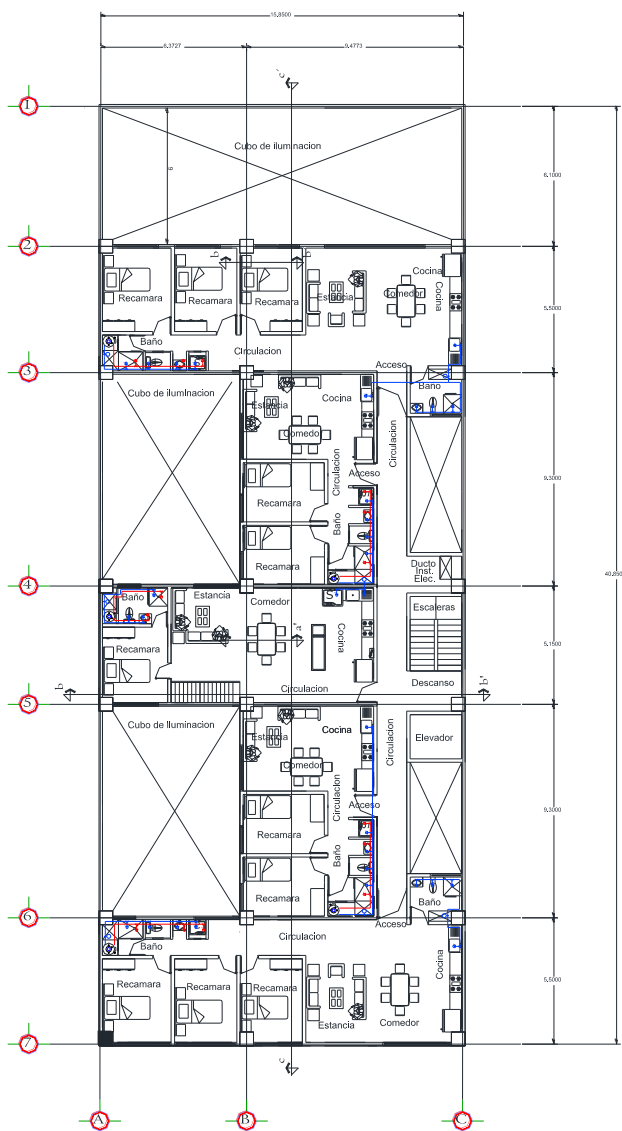 15,8500
6,3727
9,4773
c'
1
Cubo de iluminacion
6
6,1000
2
b
b'
Cocina
Recamara
Recamara
Recamara
Estancia
Comedor
Cocina
5,5000
Baño
Circulacion
Acceso
3
Baño
Cubo de iluminacion
Estancia
Cocina
Comedor
Circulacion
Circulacion
Acceso
9,3000
Recamara
Baño
Recamara
Ducto
Inst.
Elec.
40,850
4
Baño
Estancia
Comedor
S
Escaleras
a'
Cocina
5,1500
Recamara
b
Circulacion
Descanso
b'
5
Cubo de Iluminacion
Estancia
Cocina
Circulacion
Elevador
Comedor
Circulacion
Acceso
9,3000
Recamara
Baño
Recamara
Baño
6
Acceso
Circulacion
Baño
Cocina
Recamara
Recamara
Recamara
5,5000
Estancia
Comedor
7
c
A
B
C